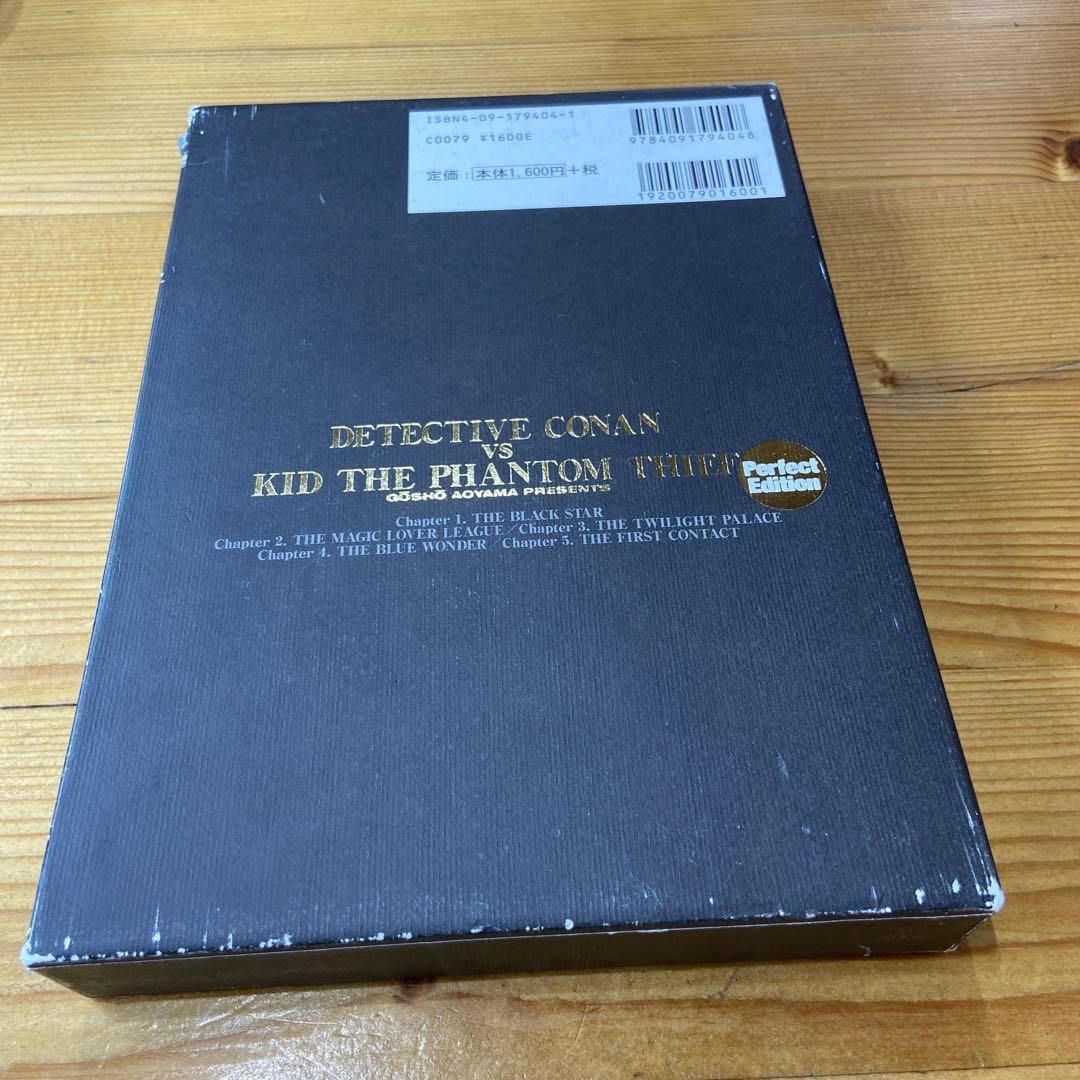 ISBN4-09-179404-1
C0079 ¥1600E
9784091794048
定価：本体1,600円＋税
1920079016001
DETECTIVE CONAN
VS
KID THE PHANTOM THIEF
Perfect
Edition
GŌSHŌ AOYAMA PRESENTS
Chapter 1. THE BLACK STAR
Chapter 2. THE MAGIC LOVER LEAGUE／Chapter 3. THE TWILIGHT PALACE
Chapter 4. THE BLUE WONDER／Chapter 5. THE FIRST CONTACT